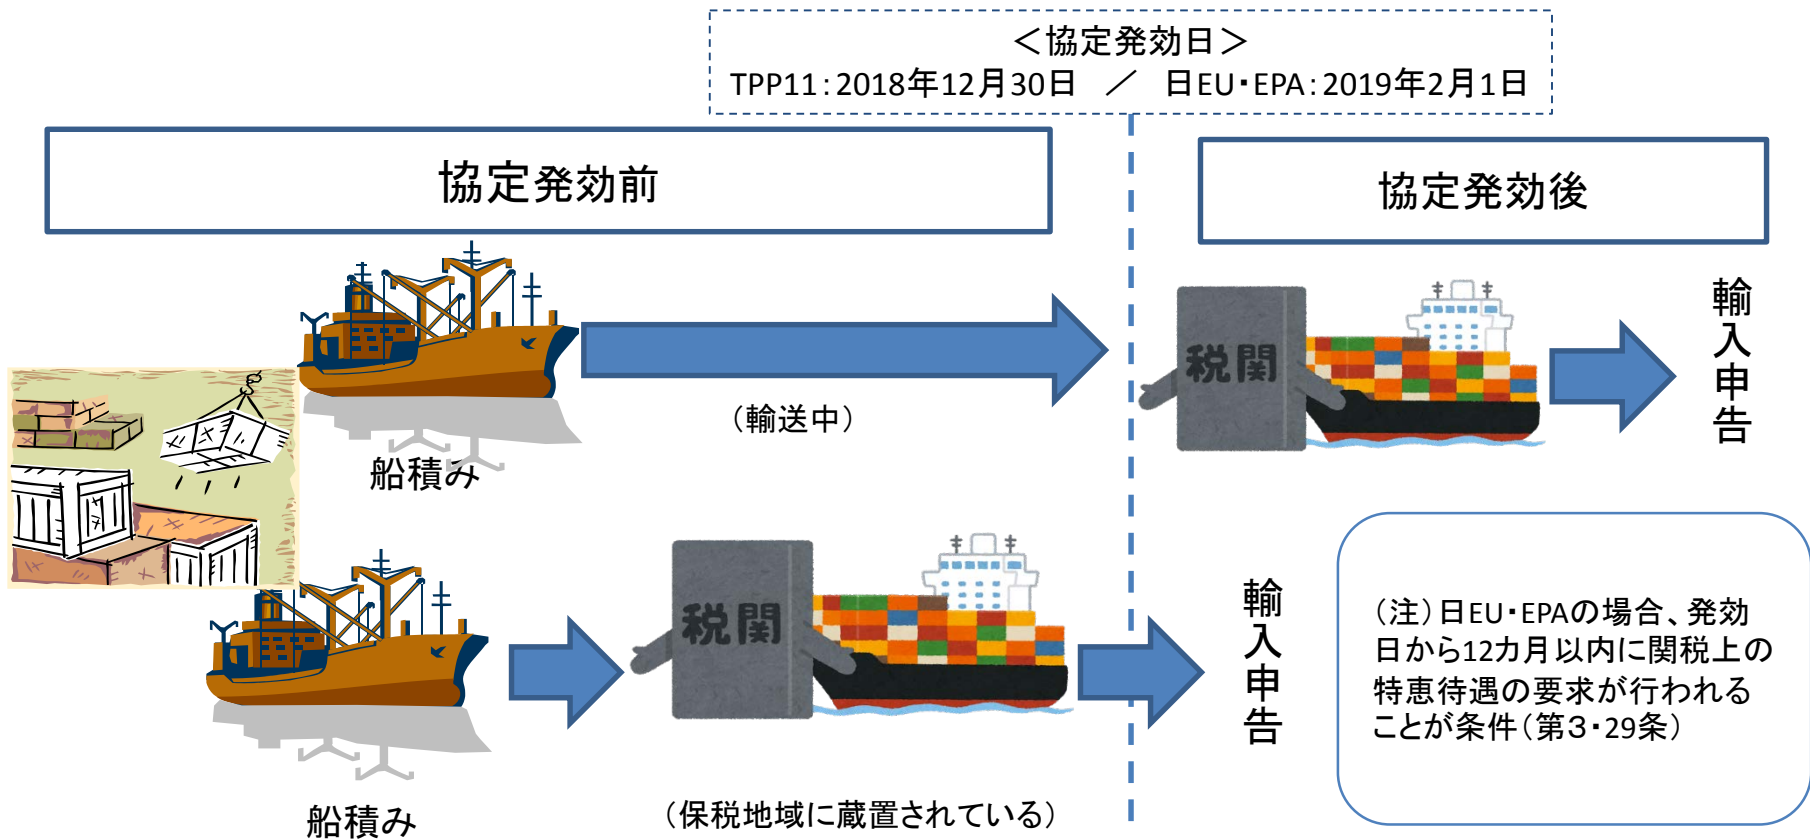 ＜協定発効日＞
TPP11：2018年12月30日　／　日EU・EPA：2019年2月1日
協定発効前
協定発効後
税関
輸入申告
（輸送中）
船積み
税関
輸入申告
（注）日EU・EPAの場合、発効
日から12カ月以内に関税上の
特恵待遇の要求が行われる
ことが条件（第３・29条）
船積み
（保税地域に蔵置されている）